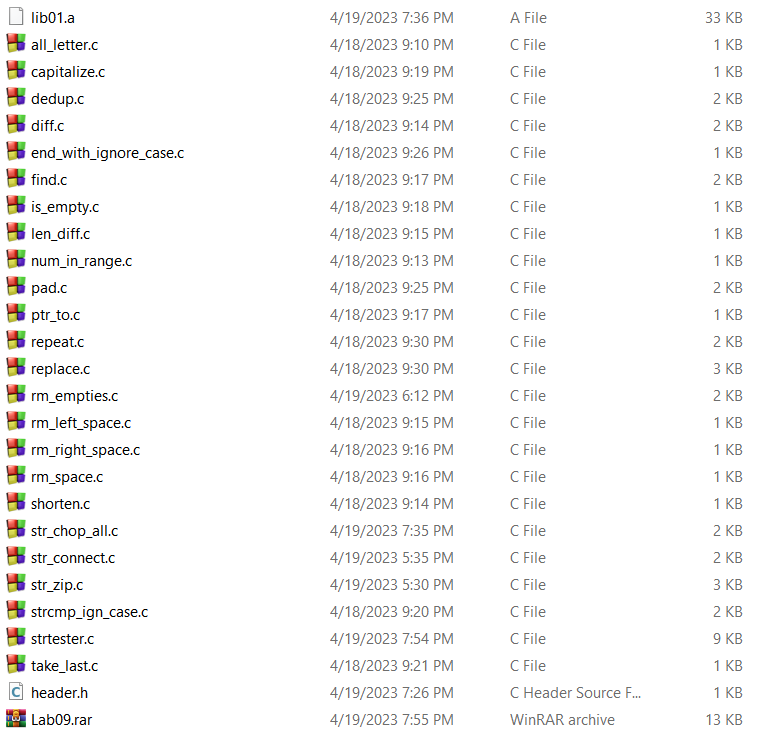 lib01.a 4/19/2023 7:36 PM A File 33 KB
all_letter.c 4/18/2023 9:10 PM C File 1 KB
capitalize.c 4/18/2023 9:19 PM C File 1 KB
dedup.c 4/18/2023 9:25 PM C File 2 KB
diff.c 4/18/2023 9:14 PM C File 2 KB
end_with_ignore_case.c 4/18/2023 9:26 PM C File 1 KB
find.c 4/18/2023 9:17 PM C File 2 KB
is_empty.c 4/18/2023 9:18 PM C File 1 KB
len_diff.c 4/18/2023 9:15 PM C File 1 KB
num_in_range.c 4/18/2023 9:13 PM C File 1 KB
pad.c 4/18/2023 9:25 PM C File 2 KB
ptr_to.c 4/18/2023 9:17 PM C File 1 KB
repeat.c 4/18/2023 9:30 PM C File 2 KB
replace.c 4/18/2023 9:30 PM C File 3 KB
rm_empties.c 4/19/2023 6:12 PM C File 2 KB
rm_left_space.c 4/18/2023 9:15 PM C File 1 KB
rm_right_space.c 4/18/2023 9:16 PM C File 1 KB
rm_space.c 4/18/2023 9:16 PM C File 1 KB
shorten.c 4/18/2023 9:14 PM C File 1 KB
str_chop_all.c 4/19/2023 7:35 PM C File 2 KB
str_connect.c 4/19/2023 5:35 PM C File 2 KB
str_zip.c 4/19/2023 5:30 PM C File 3 KB
strcmp_ign_case.c 4/18/2023 9:20 PM C File 2 KB
strtester.c 4/19/2023 7:54 PM C File 9 KB
take_last.c 4/18/2023 9:21 PM C File 1 KB
header.h 4/19/2023 7:26 PM C Header Source F... 1 KB
Lab09.rar 4/19/2023 7:55 PM WinRAR archive 13 KB